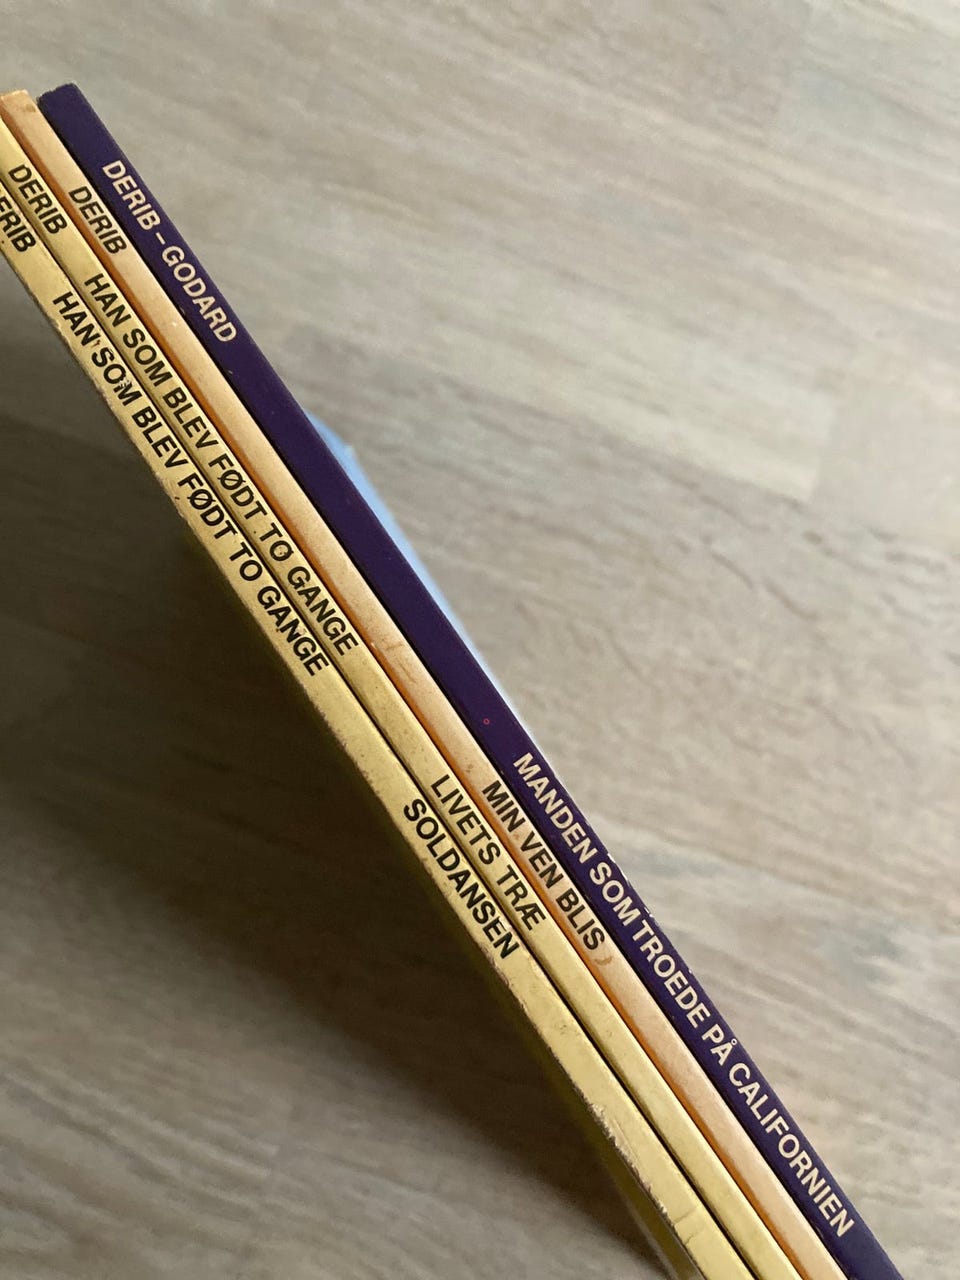 DERIB – GODARD MANDEN SOM TROEDE PÅ CALIFORNIEN
DERIB MIN VEN BLIS
DERIB HAN SOM BLEV FØDT TO GANGE LIVETS TRÆ
DERIB HAN SOM BLEV FØDT TO GANGE SOLDANSEN